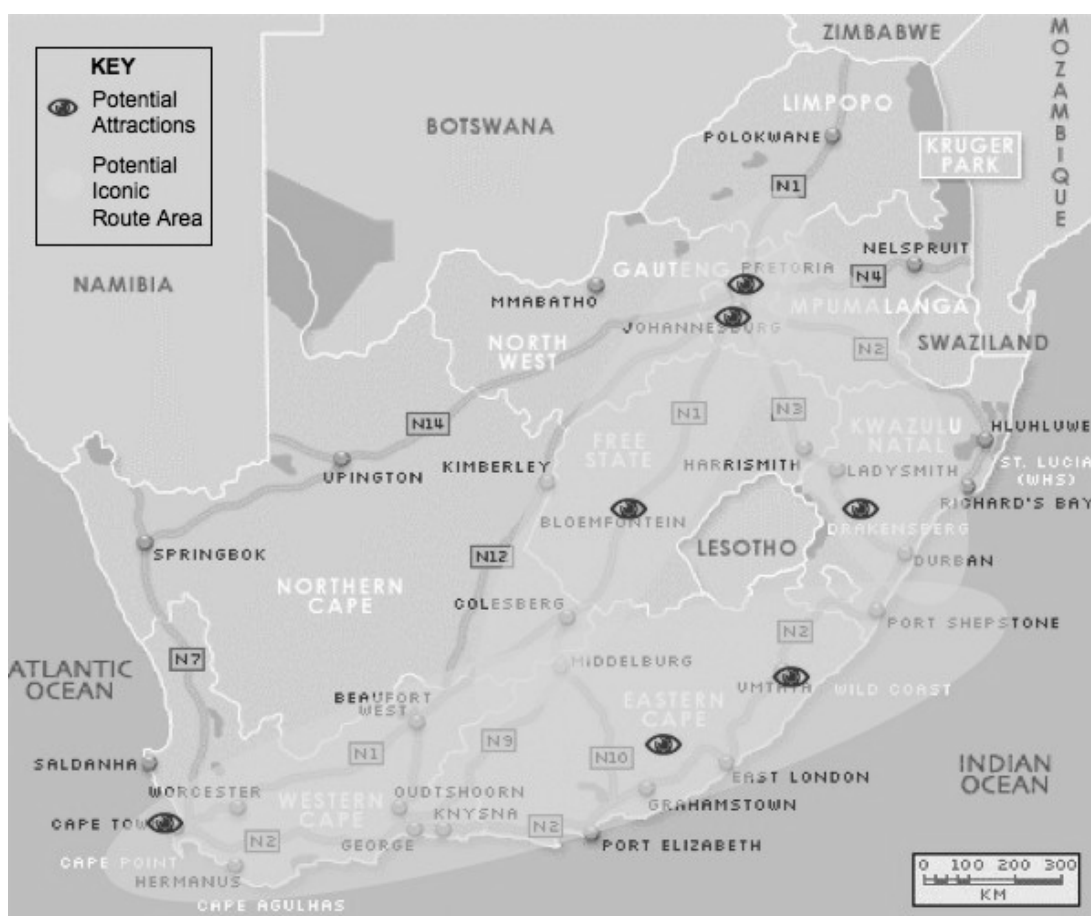 ZIMBABWE
MOZAMBIQUE
KEY
Potential
Attractions
Potential
Iconic
Route Area
BOTSWANA
LIMPOPO
POLOKWANE
KRUGER
PARK
N1
NAMIBIA
NELSPRUIT
GAUTENG
PRETORIA
N4
MMABATHO
MPUMALANGA
JOHANNESBURG
NORTH
WEST
SWAZILAND
N2
N14
N1
N3
FREE
STATE
KWAZULU
NATAL
HLUHLUWE
UPINGTON
KIMBERLEY
HARRISMITH
LADYSMITH
ST. LUCIA
(WHS)
RICHARD'S BAY
BLOEMFONTEIN
DRAKENSBERG
SPRINGBOK
LESOTHO
N12
DURBAN
NORTHERN
CAPE
COLESBERG
PORT SHEPSTONE
N2
N7
ATLANTIC
OCEAN
MIDDELBURG
UMTATA
WILD COAST
BEAUFORT
WEST
EASTERN
CAPE
N9
N1
N10
SALDANHA
EAST LONDON
INDIAN
OCEAN
WORCESTER
WESTERN
CAPE
OUDTSHOORN
GRAHAMSTOWN
KNYSNA
CAPE TOW
N2
GEORGE
N2
PORT ELIZABETH
CAPE POINT
HERMANUS
CAPE AGULHAS
0 100 200 300
KM